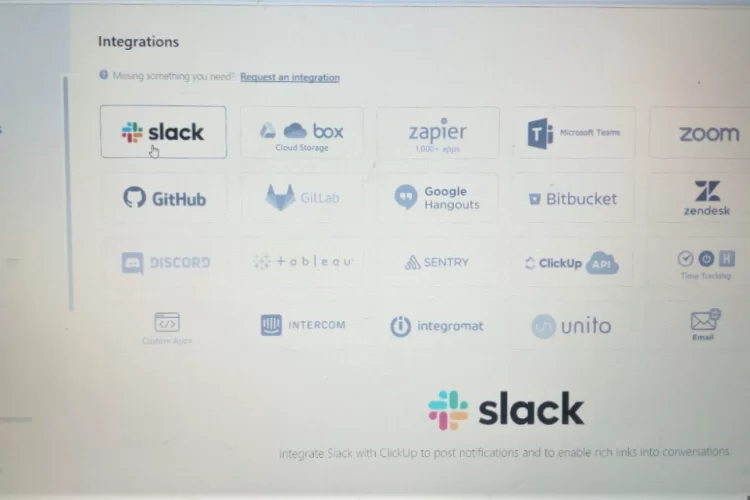 Integrations
Missing something you need? Request an integration
slack
box
Cloud Storage
zapier
1,000+ apps
Microsoft Teams
zoom
GitHub
GitLab
Google
Hangouts
Bitbucket
zendesk
DISCORD
+ableau
SENTRY
ClickUp API
Time Tracking
Custom Apps
INTERCOM
integromat
unito
Email
slack
Integrate Slack with ClickUp to post notifications and to enable rich links into conversations.